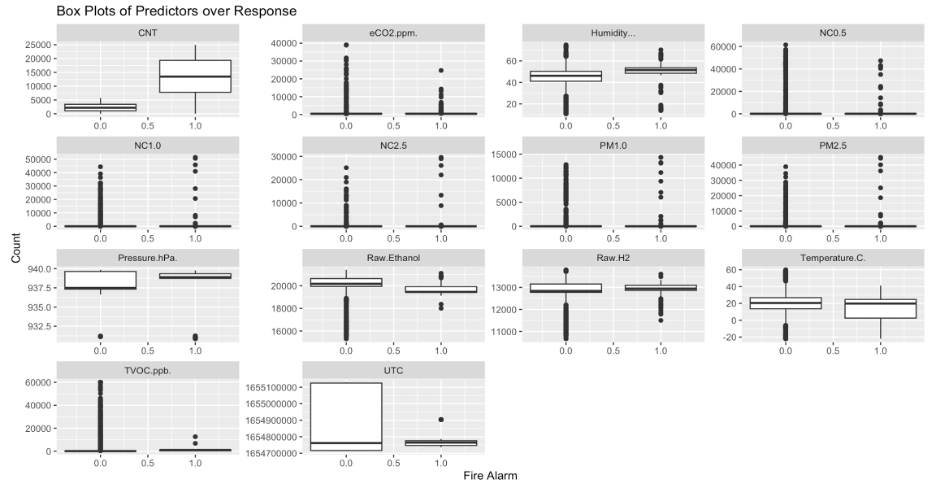 Box Plots of Predictors over Response
CNT eCO2.ppm. Humidity... NC0.5
25000 20000 15000 10000 5000 0
40000 30000 20000 10000 0
60 40 20
60000 40000 20000 0
0.0 0.5 1.0 0.0 0.5 1.0 0.0 0.5 1.0 0.0 0.5 1.0
NC1.0 NC2.5 PM1.0 PM2.5
50000 40000 30000 20000 10000 0
30000 20000 10000 0
15000 10000 5000 0
40000 30000 20000 10000 0
0.0 0.5 1.0 0.0 0.5 1.0 0.0 0.5 1.0 0.0 0.5 1.0
Count
Pressure.hPa. Raw.Ethanol Raw.H2 Temperature.C.
940.0 937.5 935.0 932.5
20000 18000 16000
13000 12000 11000
60 40 20 0 -20
0.0 0.5 1.0 0.0 0.5 1.0 0.0 0.5 1.0 0.0 0.5 1.0
TVOC.ppb. UTC
60000 40000 20000 0
1655100000 1655000000 1654900000 1654800000 1654700000
0.0 0.5 1.0 0.0 0.5 1.0
Fire Alarm